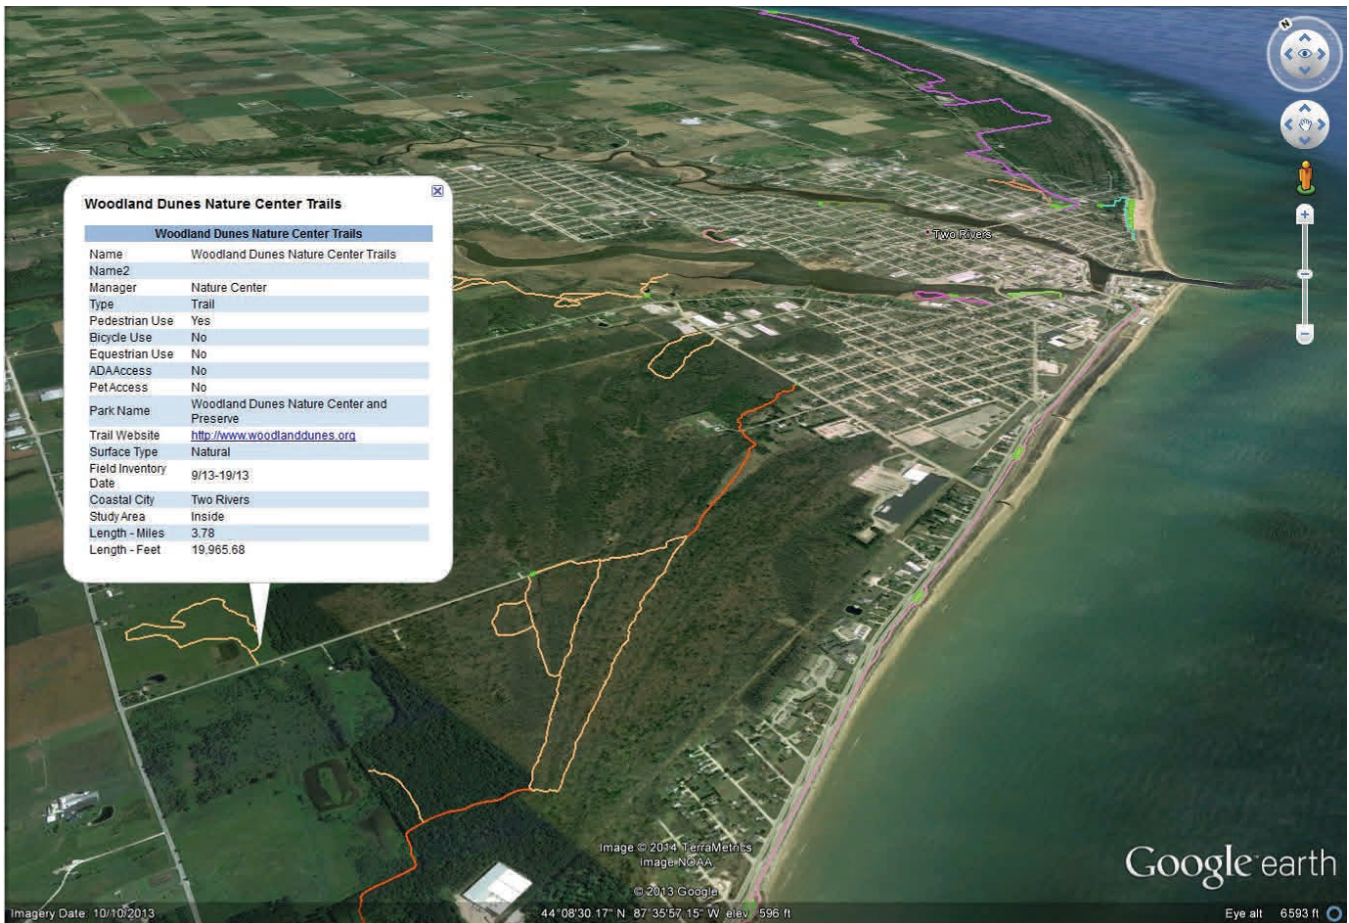 N
Two Rivers
Woodland Dunes Nature Center Trails
Woodland Dunes Nature Center Trails
Name Woodland Dunes Nature Center Trails
Name2
Manager Nature Center
Type Trail
Pedestrian Use Yes
Bicycle Use No
Equestrian Use No
ADAAccess No
PetAccess No
Park Name Woodland Dunes Nature Center and
Preserve
Trail Website http://www.woodlanddunes.org
Surface Type Natural
Field Inventory
Date 9/13-19/13
Coastal City Two Rivers
StudyArea Inside
Length - Miles 3.78
Length - Feet 19,965.68
Image © 2014 TerraMetrics
Image NOAA
© 2013 Google
Google earth
Imagery Date: 10/10/2013 44°08'30.17" N 87°35'57.15" W elev 596 ft Eye alt 6593 ft